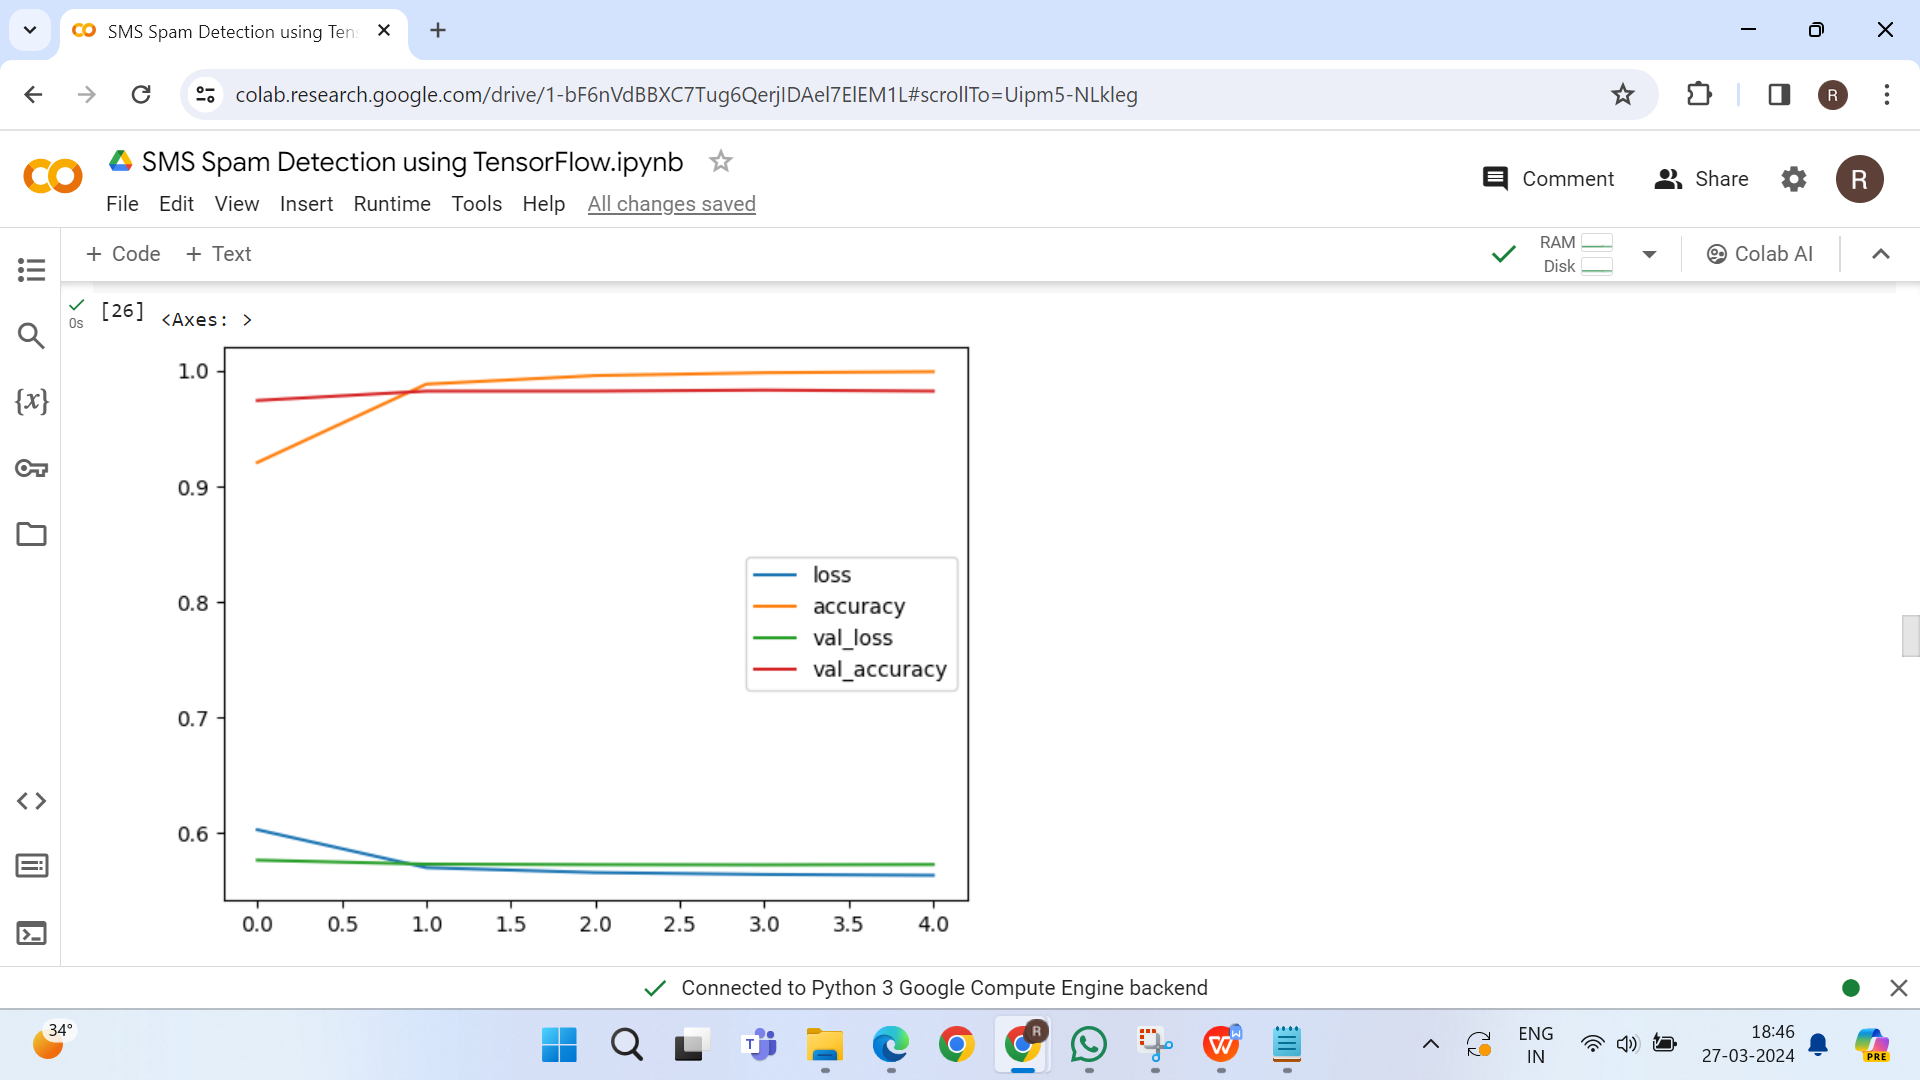 SMS Spam Detection using Ten
colab.research.google.com/drive/1-bF6nVdBBXC7Tug6QerjIDAel7ElEM1L#scrollTo=Uipm5-NLkleg
R
SMS Spam Detection using TensorFlow.ipynb
Comment
Share
R
File Edit View Insert Runtime Tools Help All changes saved
+ Code + Text
RAM
Disk
Colab AI
0s
[26] <Axes: >
1.0
0.9
0.8
0.7
0.6
loss
accuracy
val_loss
val_accuracy
0.0 0.5 1.0 1.5 2.0 2.5 3.0 3.5 4.0
{x}
Connected to Python 3 Google Compute Engine backend
34°
T
R
W
W
ENG
IN
18:46
27-03-2024
PRE